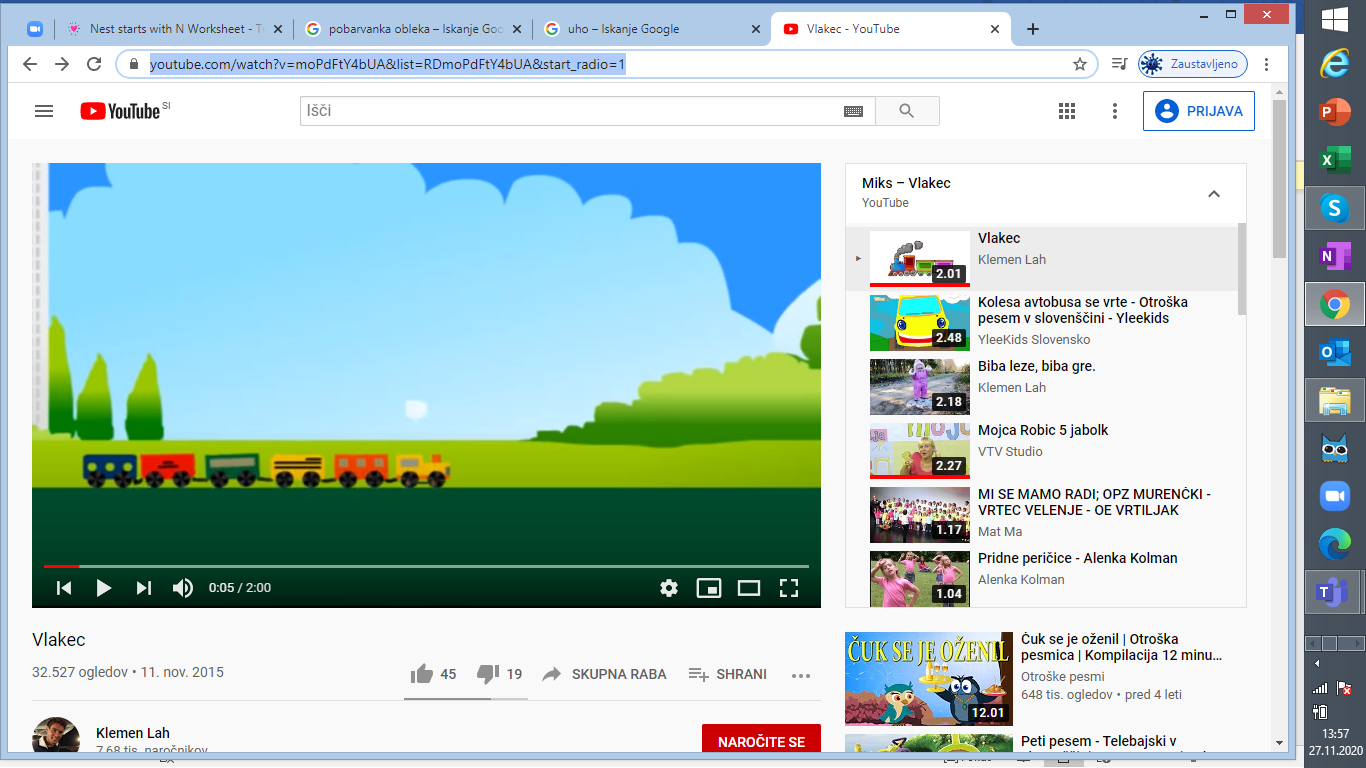 Nest starts with N Worksheet - T
pobarvanka obleka – Iskanje Goo
uho – Iskanje Google
Vlakec - YouTube
youtube.com/watch?v=moPdFtY4bUA&list=RDmoPdFtY4bUA&start_radio=1
Zaustavljeno
YouTube SI
Išči
PRIJAVA
Miks – Vlakec
YouTube
Vlakec
Klemen Lah
2.01
Kolesa avtobusa se vrte - Otroška
pesem v slovenščini - Yleekids
YleeKids Slovensko
2.48
Biba leze, biba gre.
Klemen Lah
2.18
Mojca Robic 5 jabolk
VTV Studio
2.27
MI SE MAMO RADI; OPZ MURENČKI -
VRTEC VELENJE - OE VRTILJAK
Mat Ma
1.17
Pridne peričice - Alenka Kolman
Alenka Kolman
1.04
0:05 / 2:00
Vlakec
32.527 ogledov • 11. nov. 2015
45
19
SKUPNA RABA
SHRANI
Klemen Lah
7,68 tis. naročnikov
NAROČITE SE
ČUK SE JE OŽENIL
12.01
Čuk se je oženil | Otroška
pesmica | Kompilacija 12 minu...
Otroške pesmi
648 tis. ogledov • pred 4 leti
Peti pesem - Telebajski v
13:57
27.11.2020